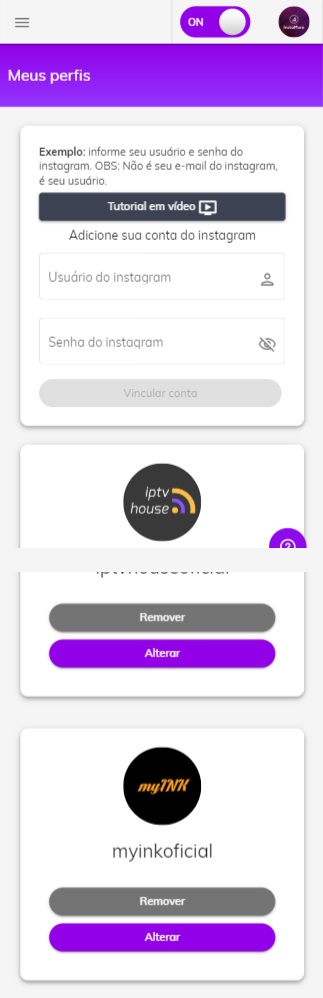 ON
Meus perfis
Exemplo: informe seu usuário e senha do
instagram. OBS: Não é seu e-mail do instagram,
é seu usuário.
Tutorial em vídeo
Adicione sua conta do instagram
Usuário do instagram
Senha do instagram
Vincular conta
iptv
house
Remover
Alterar
myINK
myinkoficial
Remover
Alterar